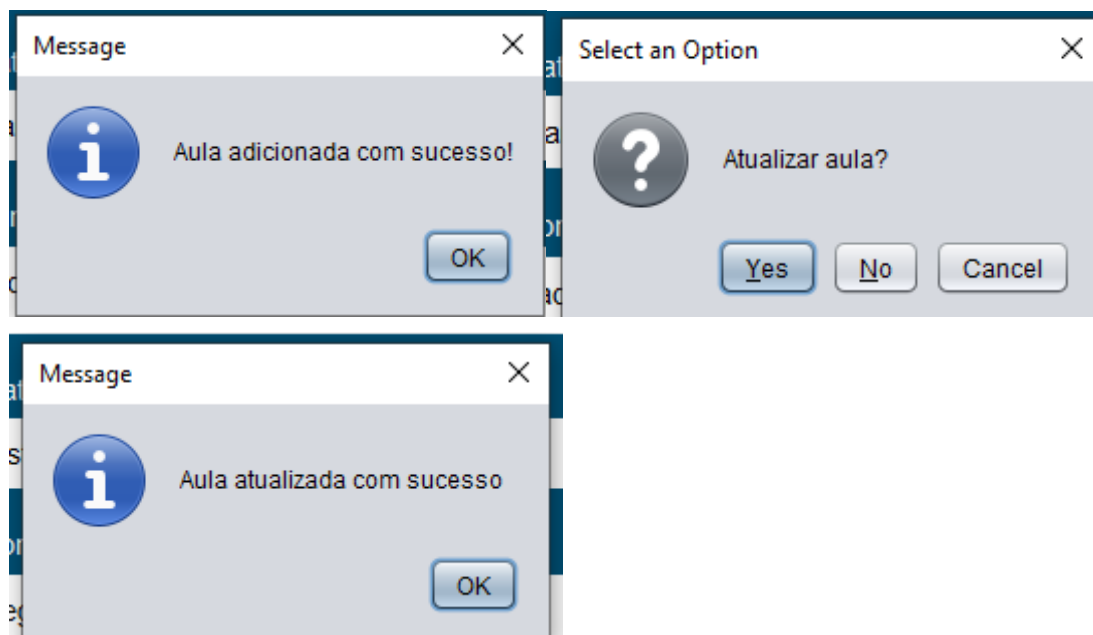 Message
Aula adicionada com sucesso!
OK
Select an Option
Atualizar aula?
Yes No Cancel
Message
Aula atualizada com sucesso
OK